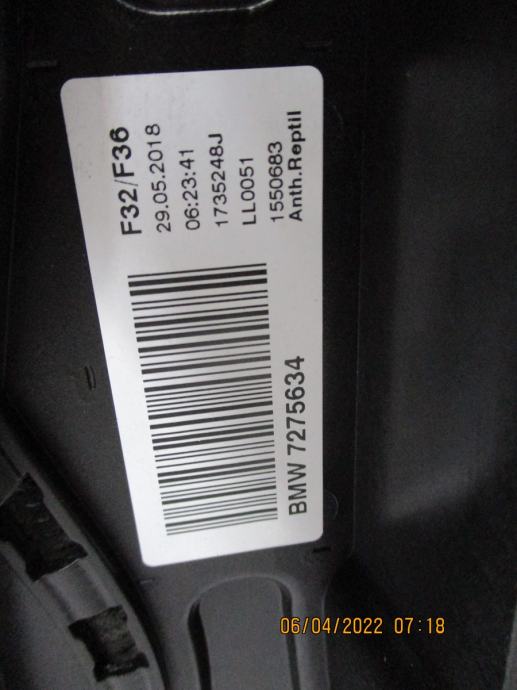 F32/F36
29.05.2018
06:23:41
1735248J
LL0051
1550683
Anth.Reptil
BMW 7275634
06/04/2022 07:18